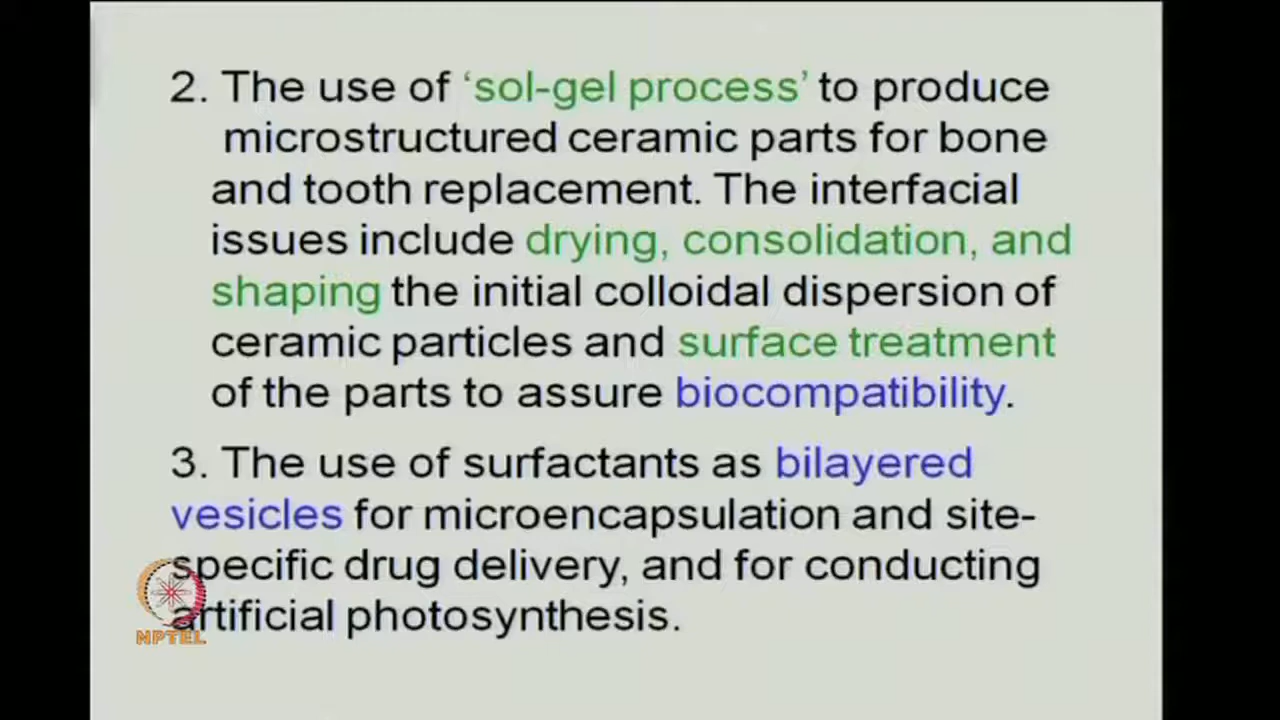 2. The use of ‘sol-gel process’ to produce
microstructured ceramic parts for bone
and tooth replacement. The interfacial
issues include drying, consolidation, and
shaping the initial colloidal dispersion of
ceramic particles and surface treatment
of the parts to assure biocompatibility.
3. The use of surfactants as bilayered
vesicles for microencapsulation and site-
specific drug delivery, and for conducting
artificial photosynthesis.
NPTEL